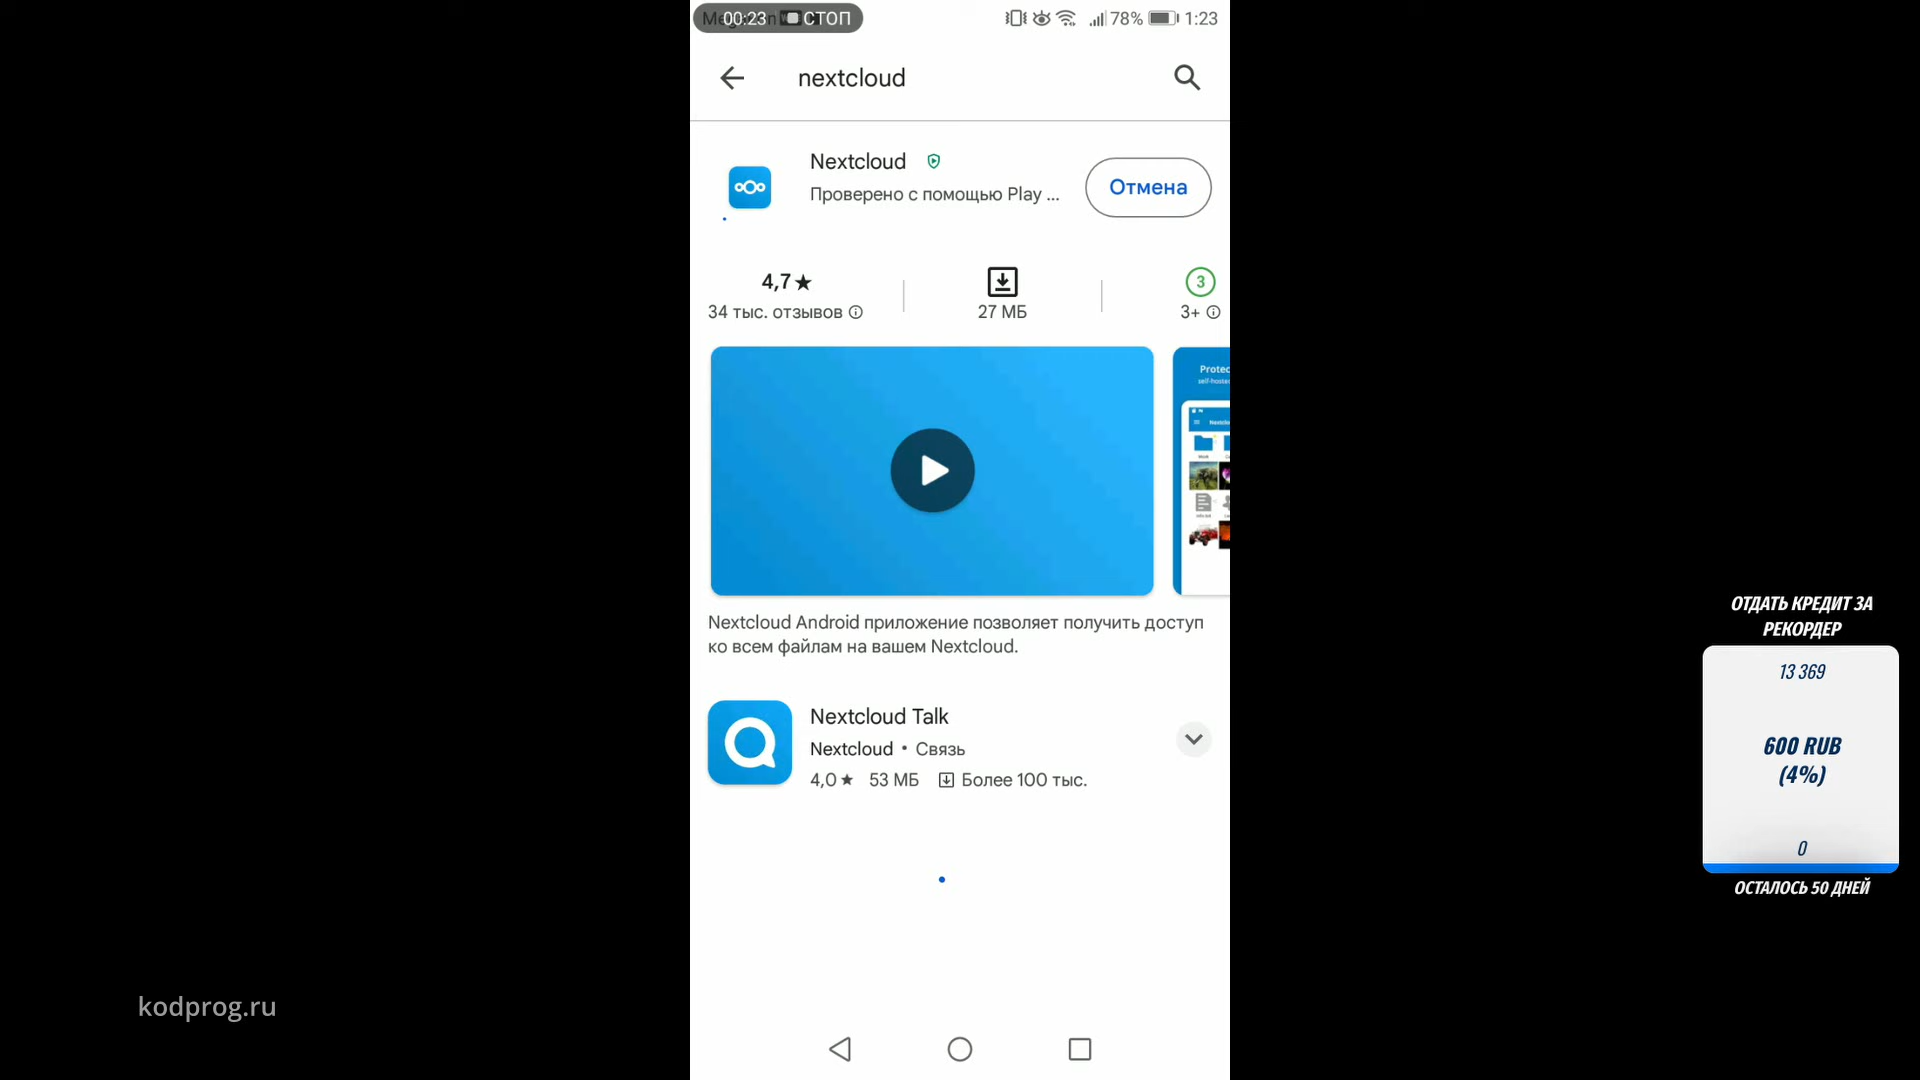 00:23 СТОП
78% 1:23
nextcloud
Nextcloud
Проверено с помощью Play ...
Отмена
4,7★
34 тыс. отзывов
27 МБ
3
3+
Nextcloud Android приложение позволяет получить доступ
ко всем файлам на вашем Nextcloud.
Nextcloud Talk
Nextcloud • Связь
4,0★ 53 МБ Более 100 тыс.
ОТДАТЬ КРЕДИТ ЗА
РЕКОРДЕР
13 369
600 RUB
(4%)
0
ОСТАЛОСЬ 50 ДНЕЙ
kodprog.ru